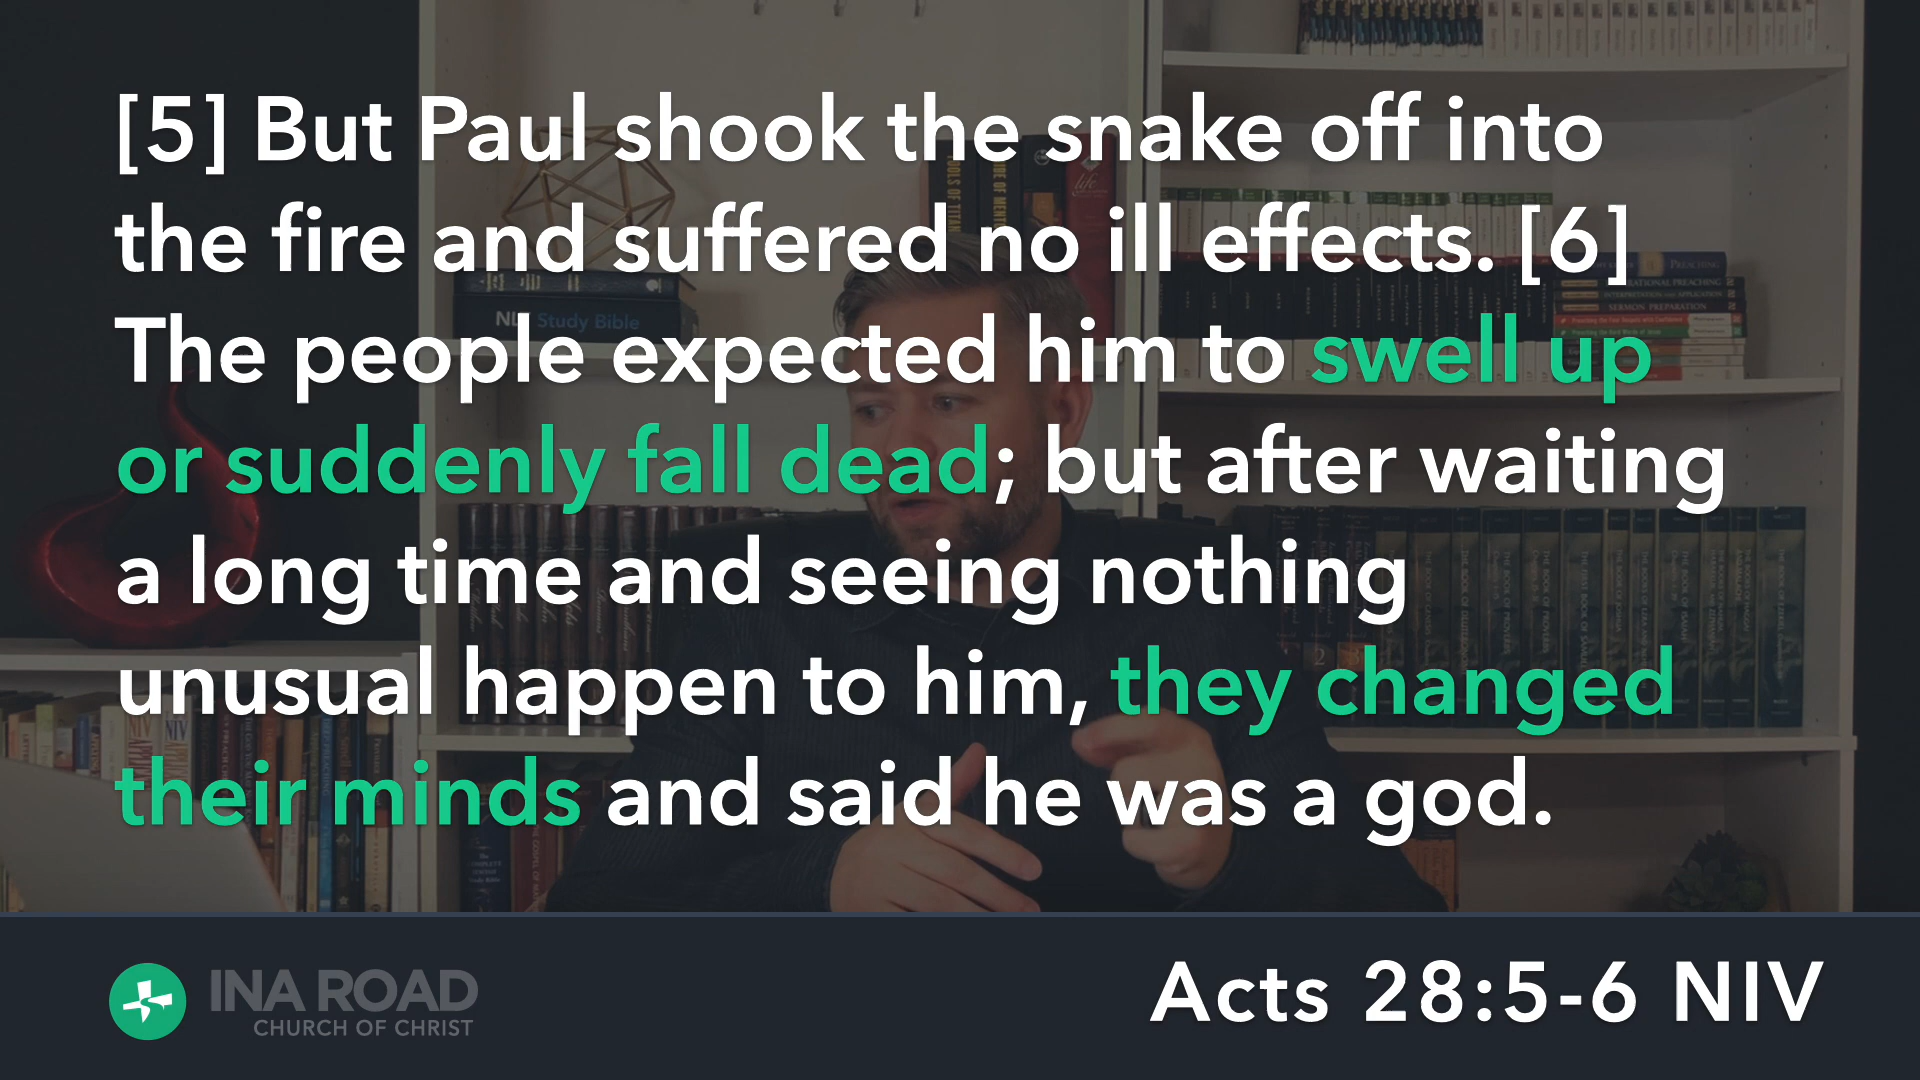 [5] But Paul shook the snake off into
the fire and suffered no ill effects. [6]
The people expected him to swell up
or suddenly fall dead; but after waiting
a long time and seeing nothing
unusual happen to him, they changed
their minds and said he was a god.
Study Bible
INA ROAD
CHURCH OF CHRIST
Acts 28:5-6 NIV